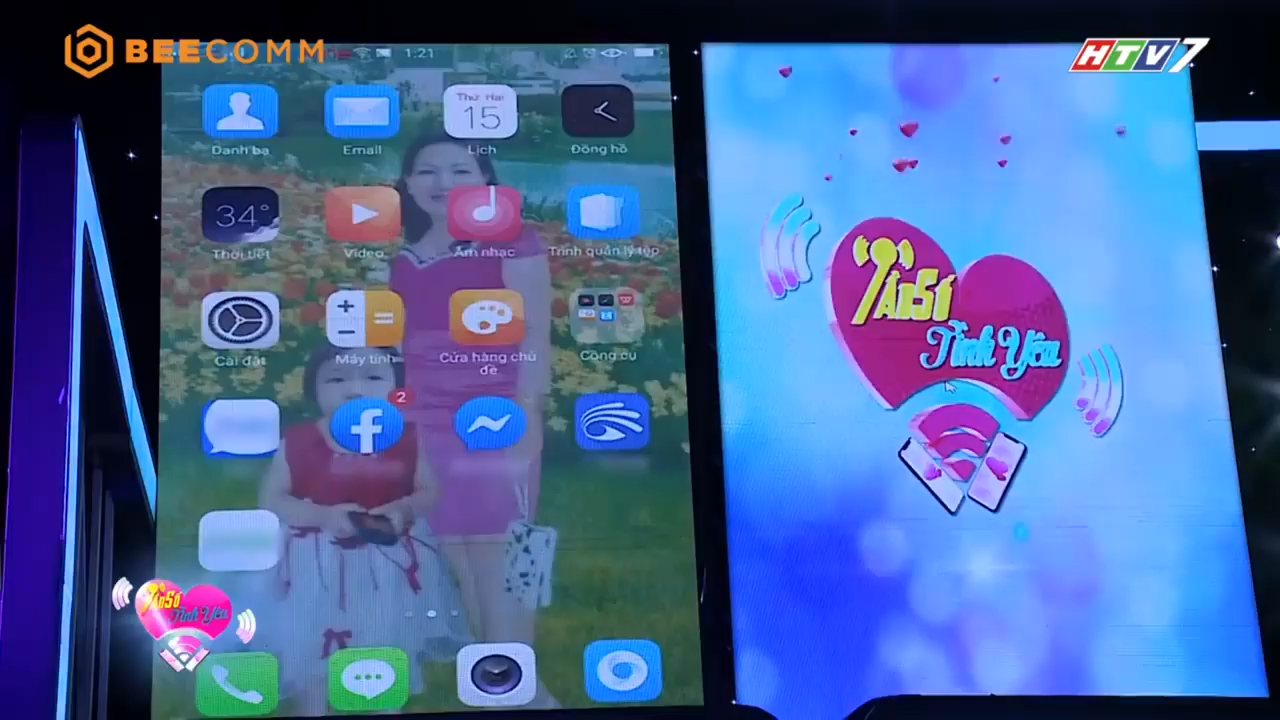 BEECOMM
HTV7
1:21
Thứ Hai
15
Danh bạ
Email
Lịch
Đồng hồ
34°
Thời tiết
Video
Âm nhạc
Trình quản lý tệp
Cài đặt
Máy tính
Cửa hàng chủ đề
Công cụ
2
Tần Số
Tình Yêu
Tần Số
Tình Yêu